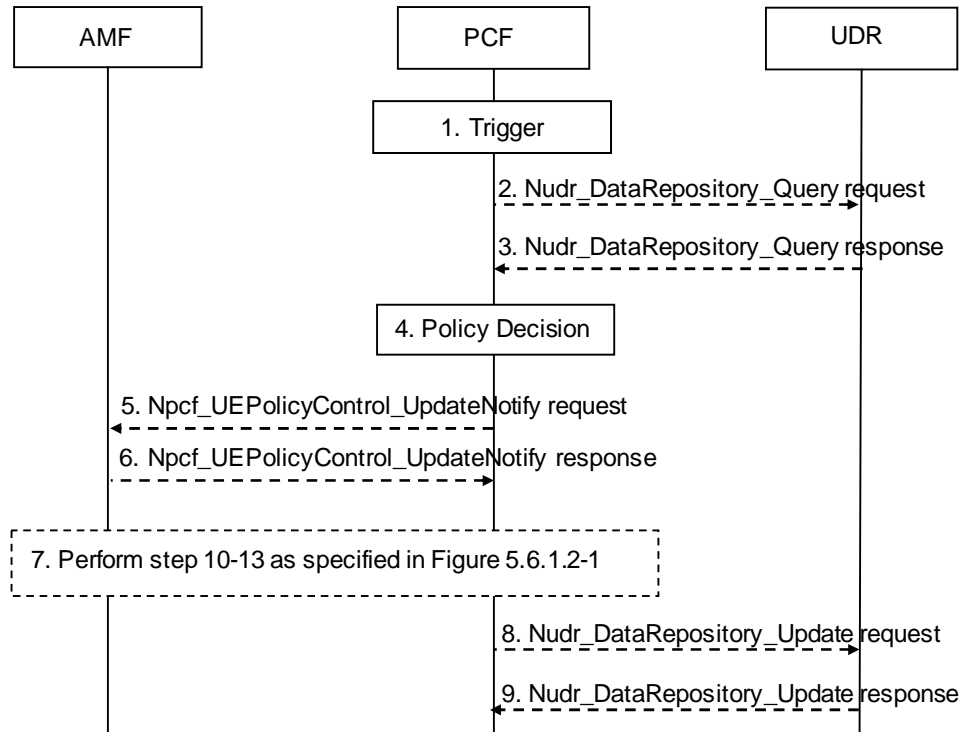 AMF
PCF
UDR
1. Trigger
2. Nudr_DataRepository_Query request
3. Nudr_DataRepository_Query response
4. Policy Decision
5. Npcf_UEPolicyControl_UpdateNotify request
6. Npcf_UEPolicyControl_UpdateNotify response
7. Perform step 10-13 as specified in Figure 5.6.1.2-1
8. Nudr_DataRepository_Update request
9. Nudr_DataRepository_Update response